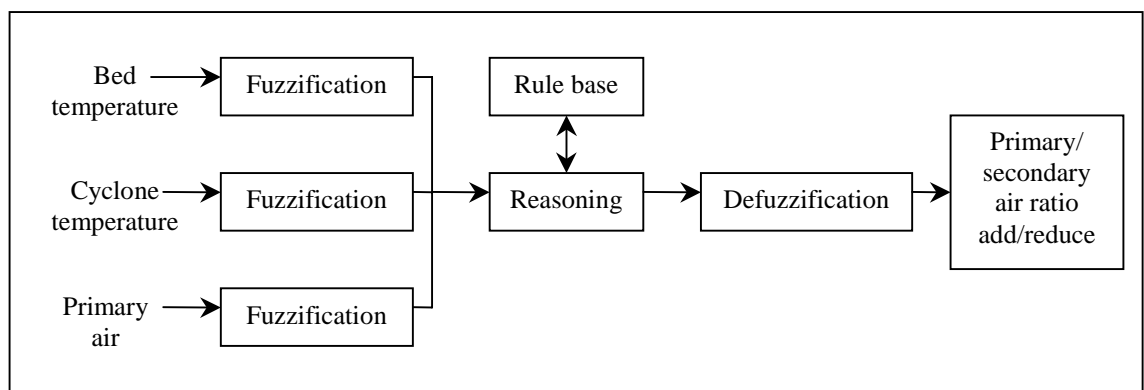 Bed
temperature
Fuzzification
Rule base
Cyclone
temperature
Fuzzification
Reasoning
Defuzzification
Primary/
secondary
air ratio
add/reduce
Primary
air
Fuzzification